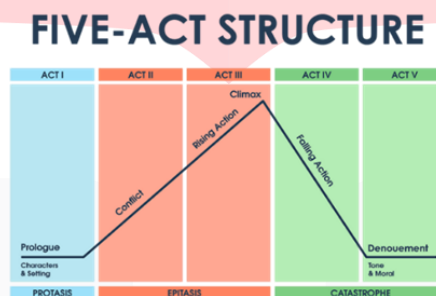 FIVE-ACT STRUCTURE
ACT I
ACT II
ACT III
ACT IV
ACT V
Climax
Rising Action
Falling Action
Conflict
Prologue
Characters
& Setting
Denouement
Tone
& Moral
PROTASIS
EPITASIS
CATASTROPHE